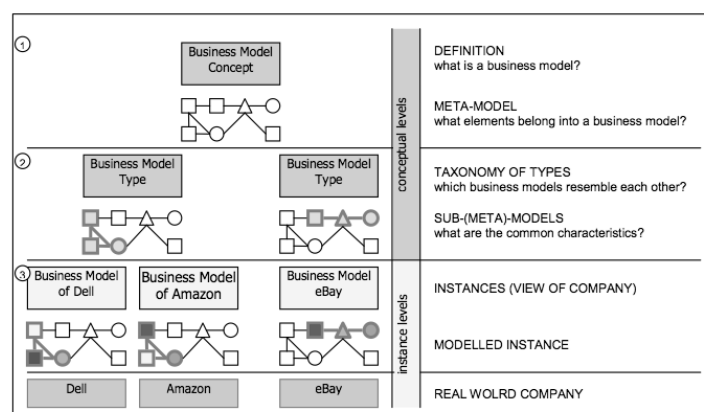 1
Business Model
Concept
DEFINITION
what is a business model?
META-MODEL
what elements belong into a business model?
conceptual levels
2
Business Model
Type
Business Model
Type
TAXONOMY OF TYPES
which business models resemble each other?
SUB-(META)-MODELS
what are the common characteristics?
3
Business Model
of Dell
Business Model
of Amazon
Business Model
eBay
instance levels
INSTANCES (VIEW OF COMPANY)
MODELLED INSTANCE
Dell
Amazon
eBay
REAL WOLRD COMPANY